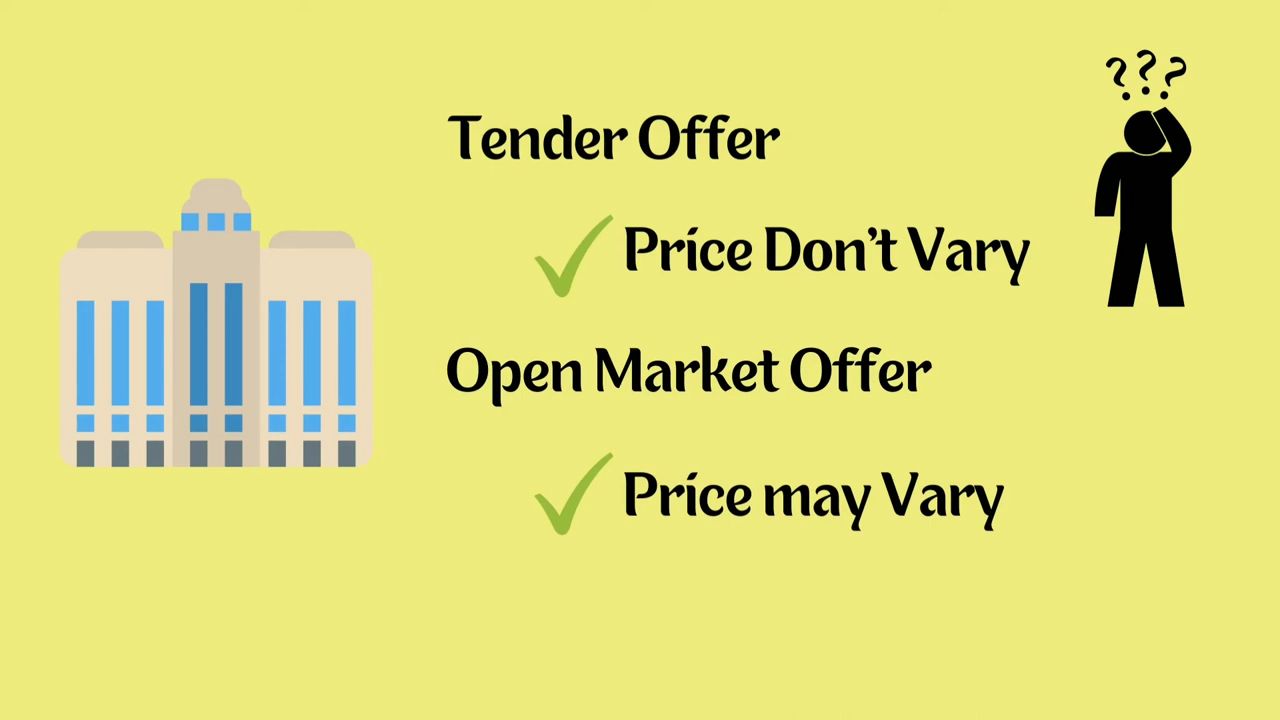 ???
Tender Offer
Price Don't Vary
Open Market Offer
Price may Vary